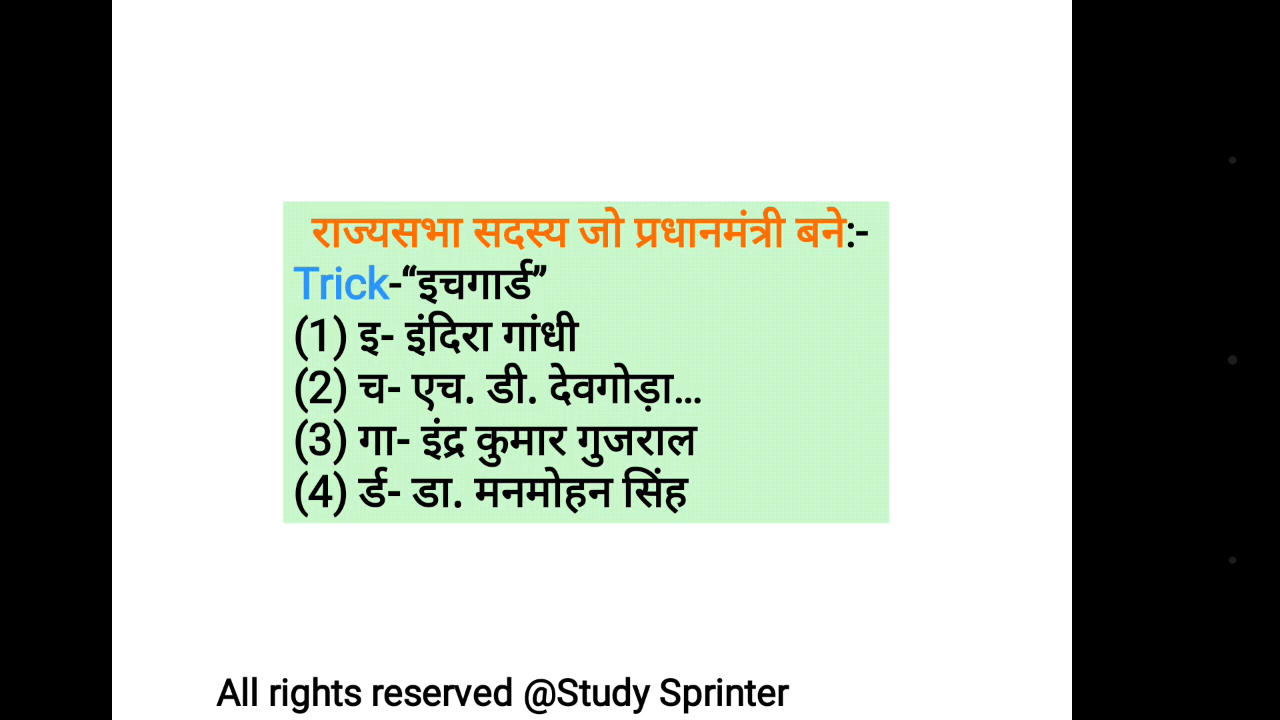 राज्यसभा सदस्य जो प्रधानमंत्री बने:-
Trick-“इचगार्ड”
(1) इ- इंदिरा गांधी
(2) च- एच. डी. देवगोड़ा...
(3) गा- इंद्र कुमार गुजराल
(4) र्ड- डा. मनमोहन सिंह
All rights reserved @Study Sprinter